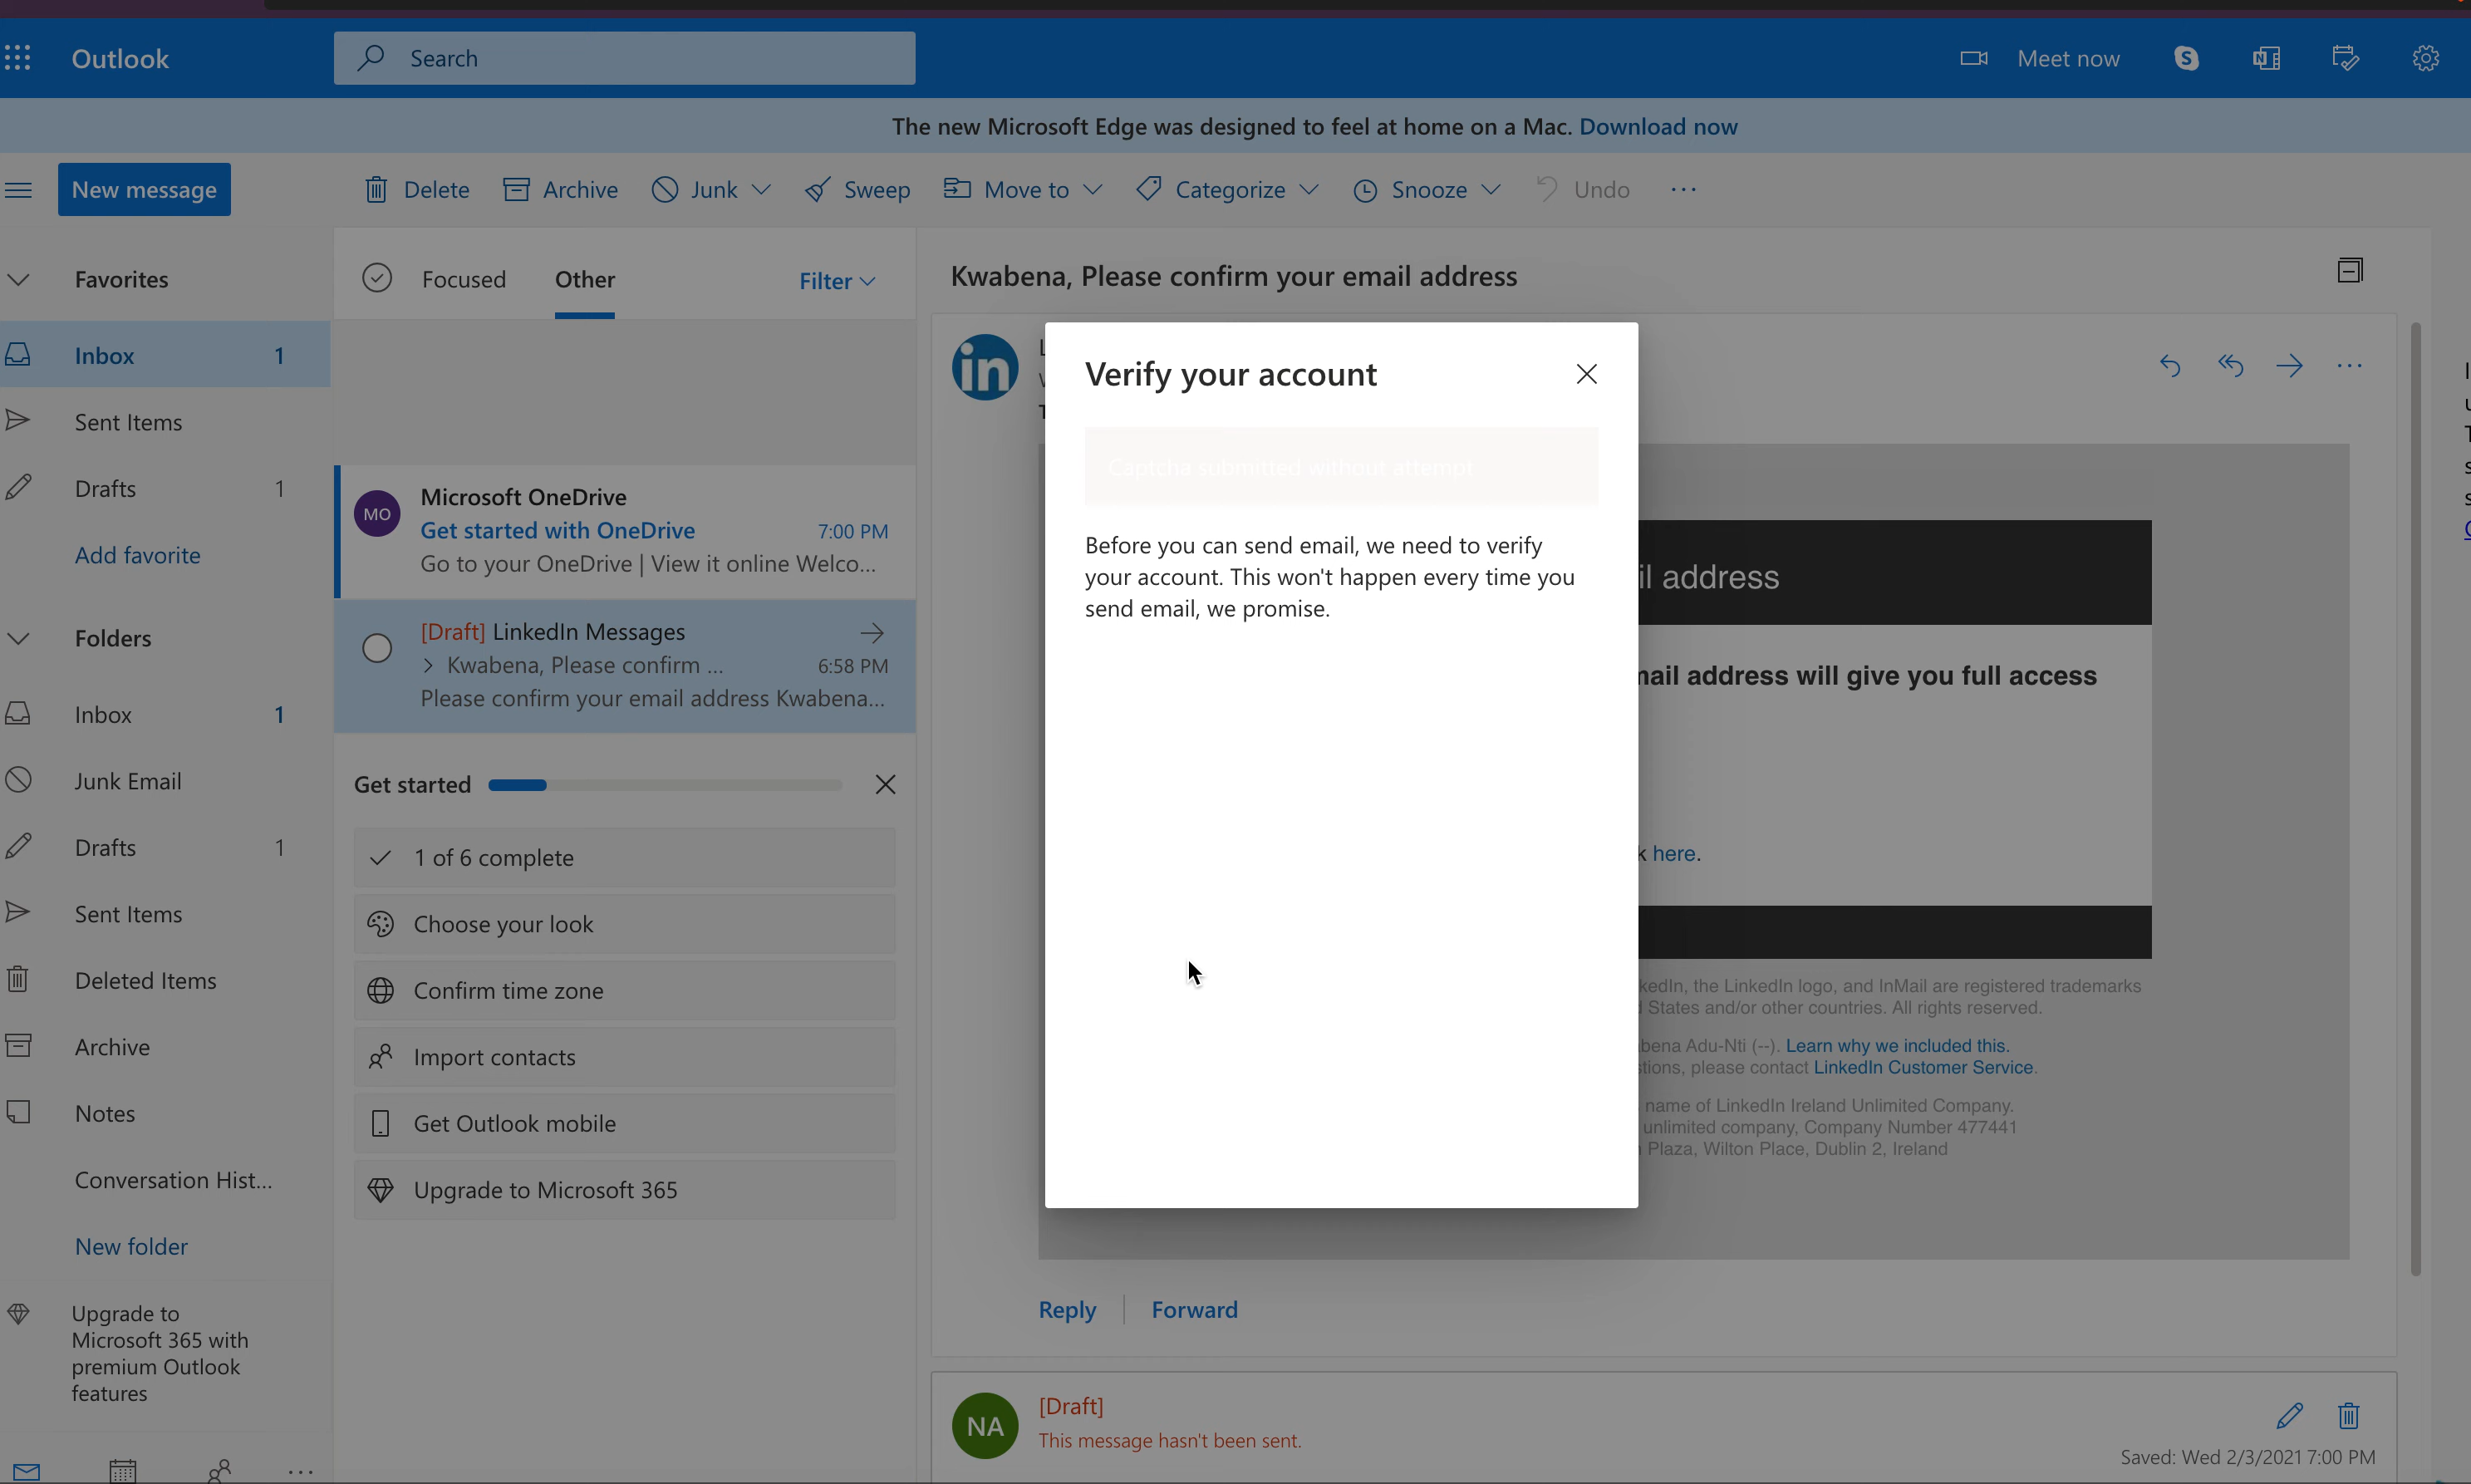 Outlook
Search
Meet now
The new Microsoft Edge was designed to feel at home on a Mac. Download now
New message
Delete
Archive
Junk
Sweep
Move to
Categorize
Snooze
Undo
Favorites
Inbox 1
Sent Items
Drafts 1
Add favorite
Folders
Inbox 1
Junk Email
Drafts 1
Sent Items
Deleted Items
Archive
Notes
Conversation Hist...
New folder
Upgrade to
Microsoft 365 with
premium Outlook
features
Focused
Other
Filter
MO
Microsoft OneDrive
Get started with OneDrive 7:00 PM
Go to your OneDrive | View it online Welco...
[Draft] LinkedIn Messages
Kwabena, Please confirm ... 6:58 PM
Please confirm your email address Kwabena...
Get started
1 of 6 complete
Choose your look
Confirm time zone
Import contacts
Get Outlook mobile
Upgrade to Microsoft 365
Kwabena, Please confirm your email address
in
Verify your account
Captcha submitted without attempt
Before you can send email, we need to verify
your account. This won't happen every time you
send email, we promise.
il address
mail address will give you full access
k here.
kedIn, the LinkedIn logo, and InMail are registered trademarks
States and/or other countries. All rights reserved.
bena Adu-Nti (--). Learn why we included this.
stions, please contact LinkedIn Customer Service.
name of LinkedIn Ireland Unlimited Company.
unlimited company, Company Number 477441
Plaza, Wilton Place, Dublin 2, Ireland
Reply
Forward
NA
[Draft]
This message hasn't been sent.
Saved: Wed 2/3/2021 7:00 PM